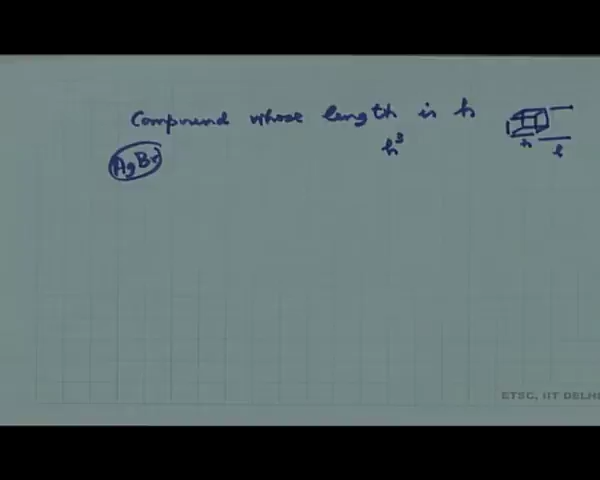 Compound whose length is h
AgBr
h³
h
h
ETSC, IIT DELHI